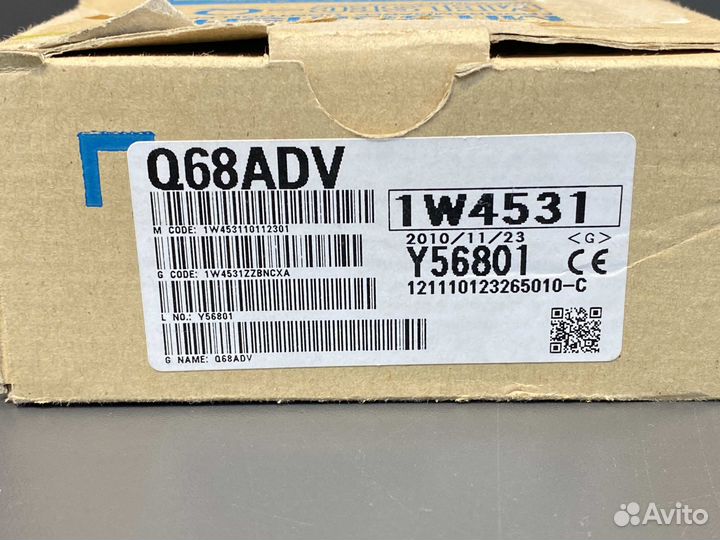 Q68ADV
M CODE: 1W453110112301
G CODE: 1W4531ZZBNCXA
L NO.: Y56801
G NAME: Q68ADV
1W4531
2010/11/23 <G>
Y56801 CE
121110123265010-C
Avito